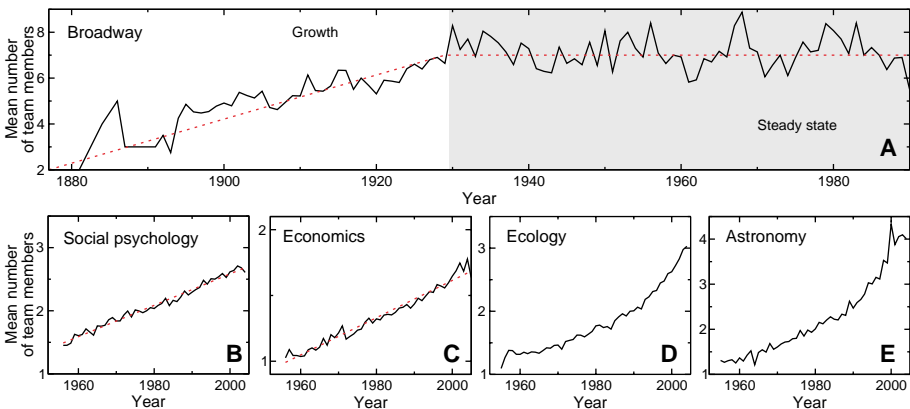 Broadway
Growth
Steady state
A
8
6
4
2
Mean number
of team members
1880
1900
1920
1940
1960
1980
Year
Social psychology
B
3
2
1
Mean number
of team members
1960
1980
2000
Year
Economics
C
2
1
1960
1980
2000
Year
Ecology
D
3
2
1
1960
1980
2000
Year
Astronomy
E
4
3
2
1
1960
1980
2000
Year